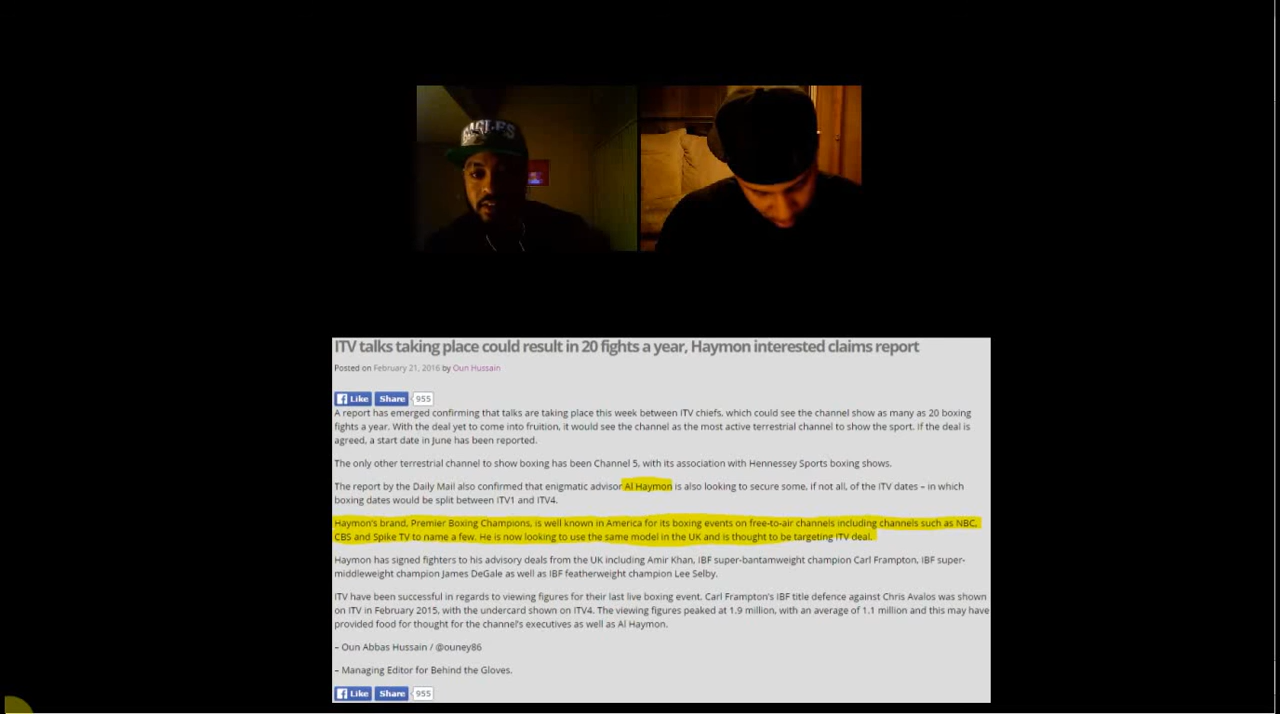 EAGLES
ITV talks taking place could result in 20 fights a year, Haymon interested claims report
Posted on February 21, 2016 by Oun Hussain
Like Share 955
A report has emerged confirming that talks are taking place this week between ITV chiefs, which could see the channel show as many as 20 boxing
fights a year. With the deal yet to come into fruition, it would see the channel as the most active terrestrial channel to show the sport. If the deal is
agreed, a start date in June has been reported.
The only other terrestrial channel to show boxing has been Channel 5, with its association with Hennessey Sports boxing shows.
The report by the Daily Mail also confirmed that enigmatic advisor Al Haymon is also looking to secure some, if not all, of the ITV dates – in which
boxing dates would be split between ITV1 and ITV4.
Haymon's brand, Premier Boxing Champions, is well known in America for its boxing events on free-to-air channels including channels such as NBC,
CBS and Spike TV to name a few. He is now looking to use the same model in the UK and is thought to be targeting ITV deal.
Haymon has signed fighters to his advisory deals from the UK including Amir Khan, IBF super-bantamweight champion Carl Frampton, IBF super-
middleweight champion James DeGale as well as IBF featherweight champion Lee Selby.
ITV have been successful in regards to viewing figures for their last live boxing event. Carl Frampton's IBF title defence against Chris Avalos was shown
on ITV in February 2015, with the undercard shown on ITV4. The viewing figures peaked at 1.9 million, with an average of 1.1 million and this may have
provided food for thought for the channel's executives as well as Al Haymon.
– Oun Abbas Hussain / @ouney86
– Managing Editor for Behind the Gloves.
Like Share 955